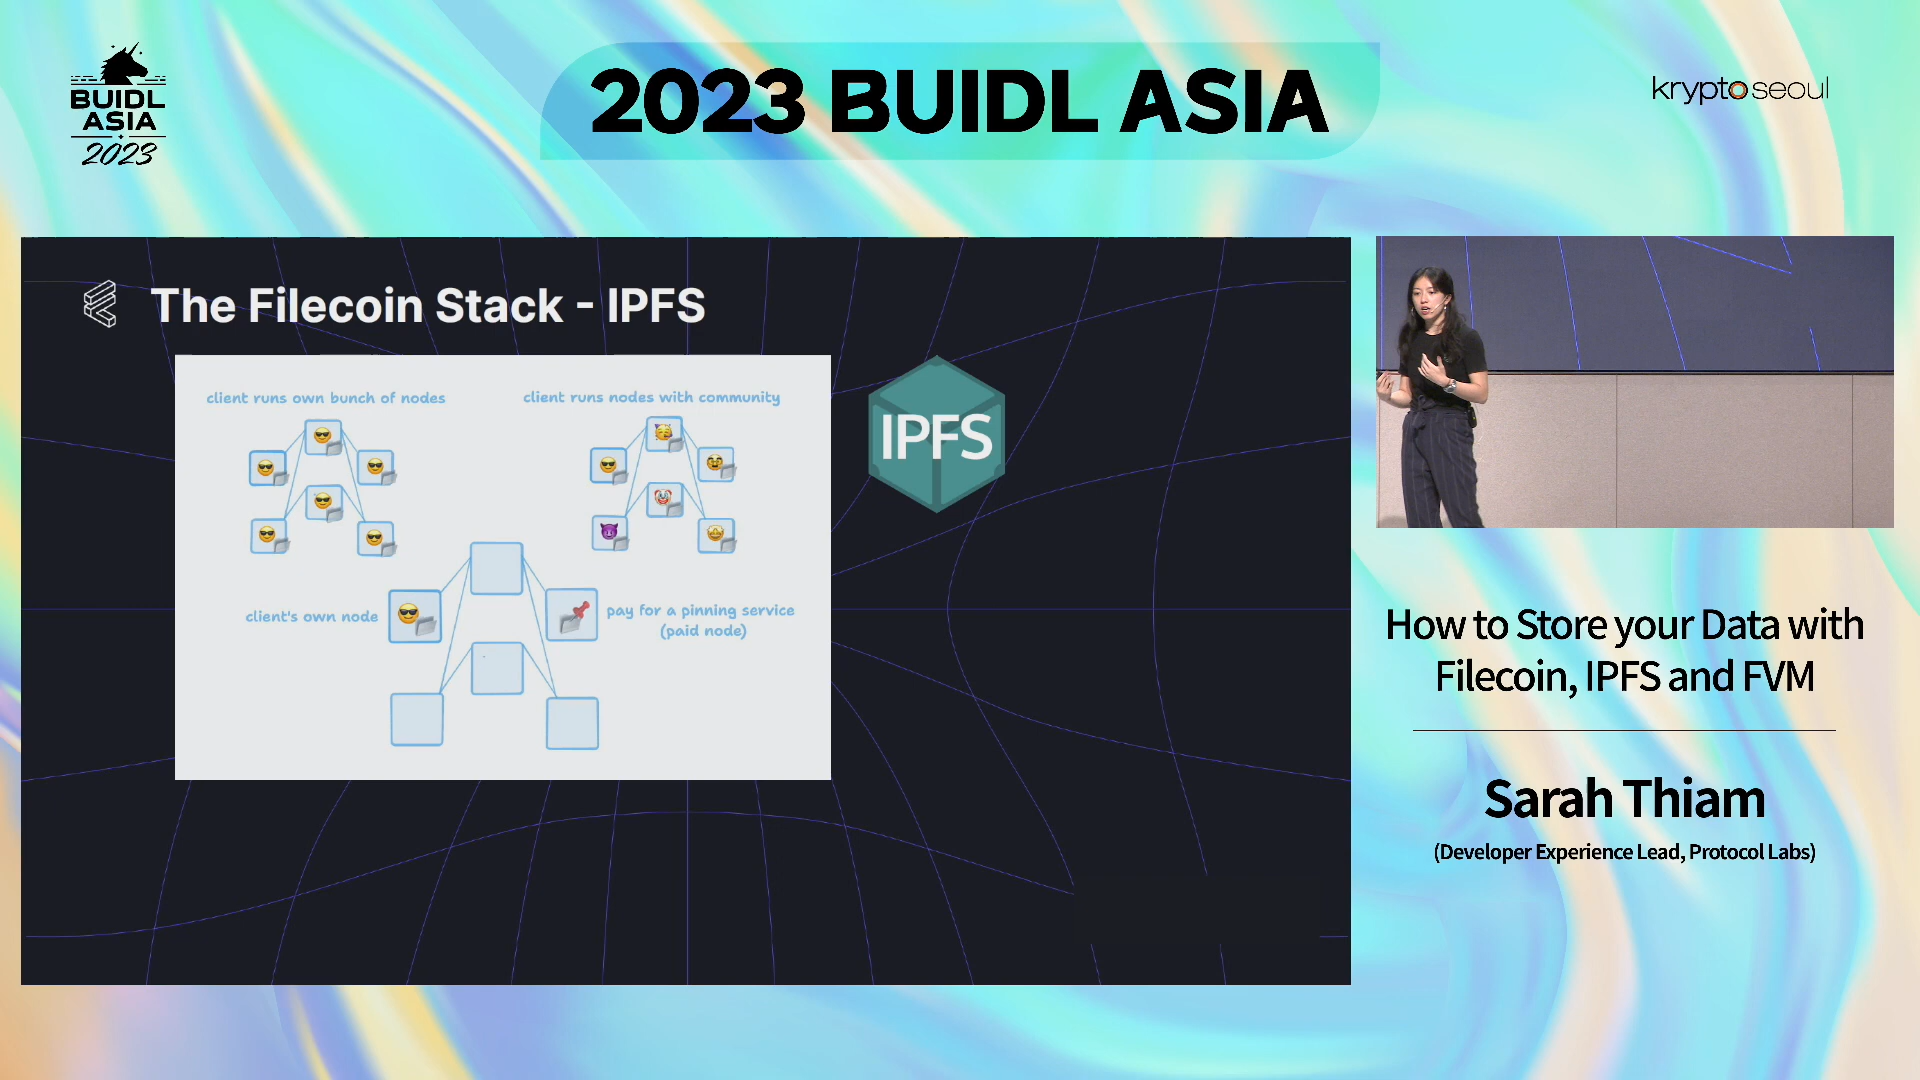 BUIDL
ASIA
2023
2023 BUIDL ASIA
kryptoseoul
The Filecoin Stack - IPFS
client runs own bunch of nodes
client runs nodes with community
IPFS
client's own node
pay for a pinning service
(paid node)
How to Store your Data with
Filecoin, IPFS and FVM
Sarah Thiam
(Developer Experience Lead, Protocol Labs)